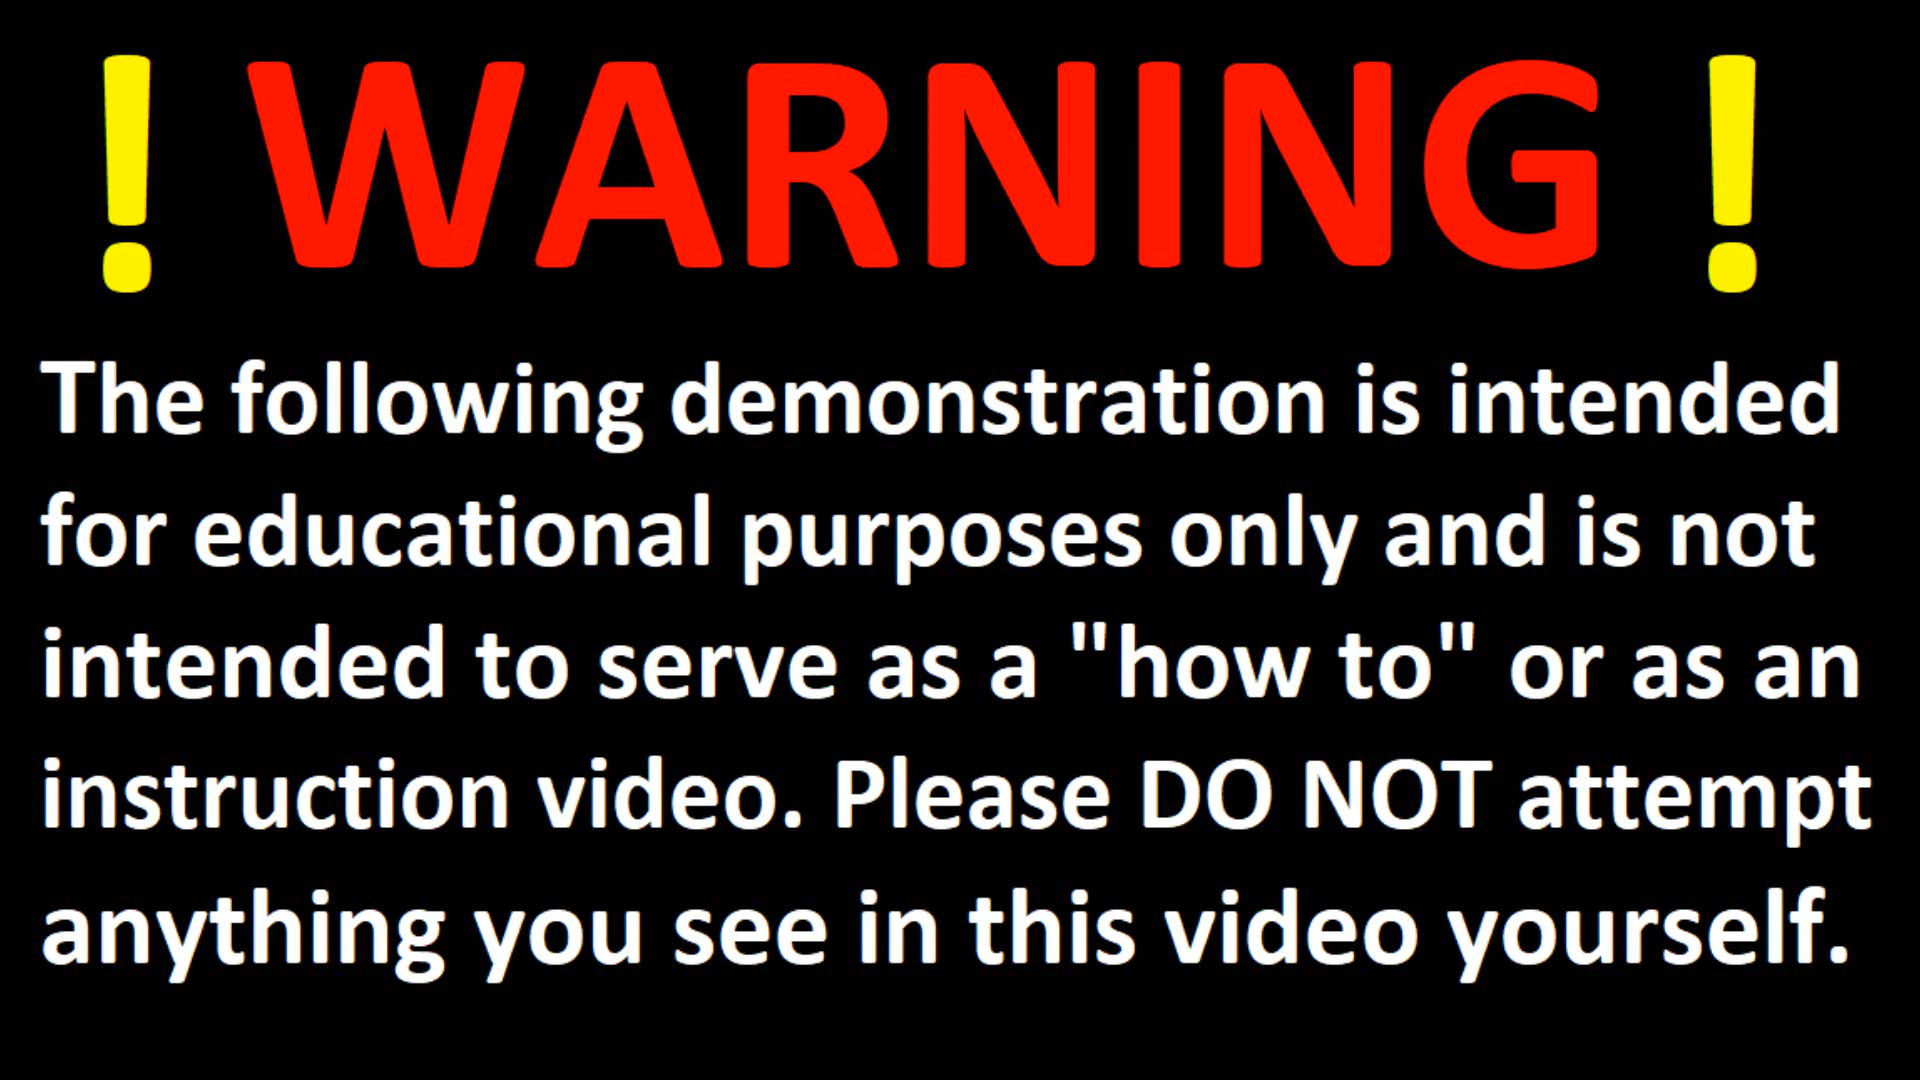 ! WARNING !
The following demonstration is intended
for educational purposes only and is not
intended to serve as a "how to" or as an
instruction video. Please DO NOT attempt
anything you see in this video yourself.